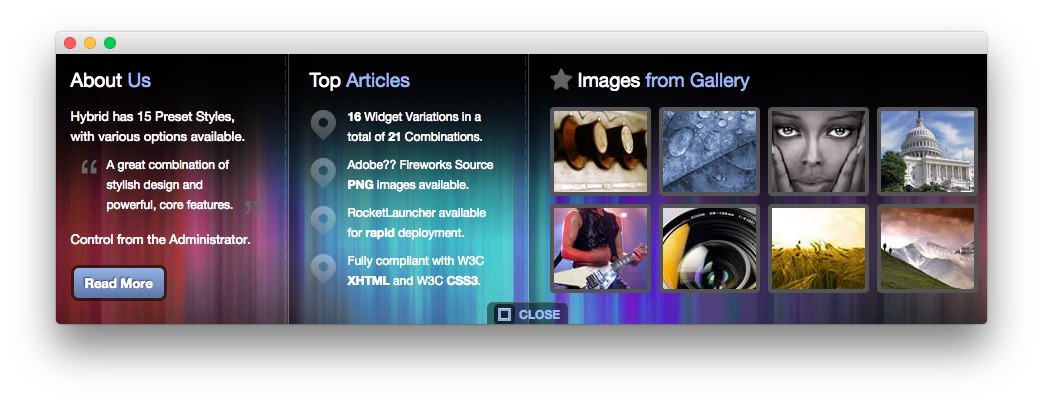 About Us
Hybrid has 15 Preset Styles,
with various options available.
“ A great combination of
stylish design and
powerful, core features. ”
Control from the Administrator.
Read More
Top Articles
16 Widget Variations in a
total of 21 Combinations.
Adobe?? Fireworks Source
PNG images available.
RocketLauncher available
for rapid deployment.
Fully compliant with W3C
XHTML and W3C CSS3.
Images from Gallery
CLOSE